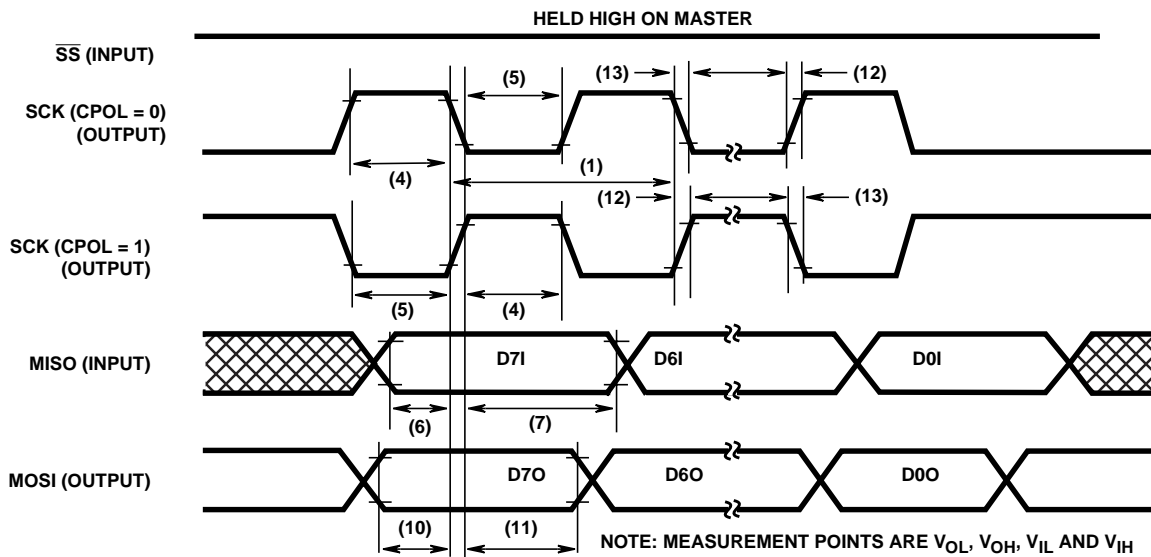 HELD HIGH ON MASTER
SS (INPUT)
SCK (CPOL = 0)
(OUTPUT)
(13)
(5)
(12)
(4)
(1)
(12)
(13)
SCK (CPOL = 1)
(OUTPUT)
(5)
(4)
MISO (INPUT)
D7I
D6I
D0I
(6)
(7)
MOSI (OUTPUT)
D7O
D6O
D0O
(10)
(11)
NOTE: MEASUREMENT POINTS ARE VOL, VOH, VIL AND VIH